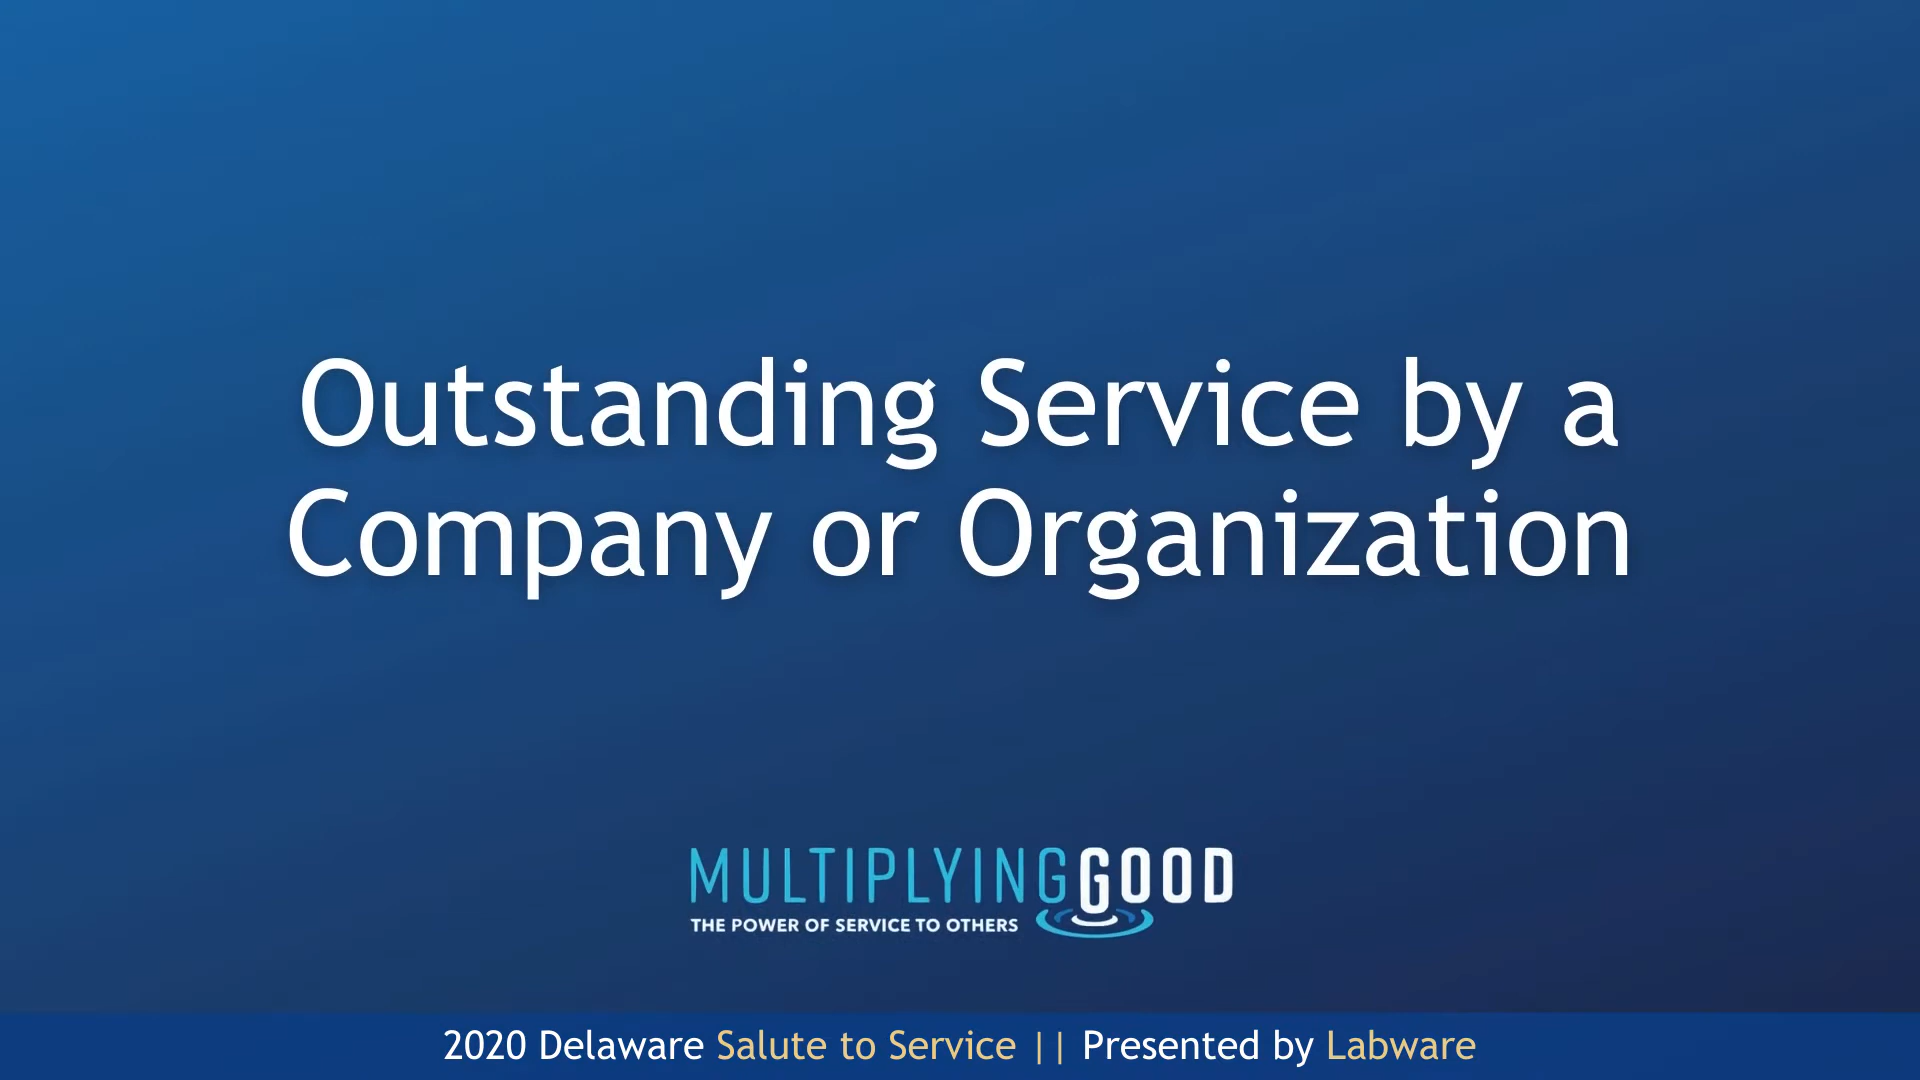 Outstanding Service by a
Company or Organization
MULTIPLYINGGOOD
THE POWER OF SERVICE TO OTHERS
2020 Delaware Salute to Service || Presented by Labware